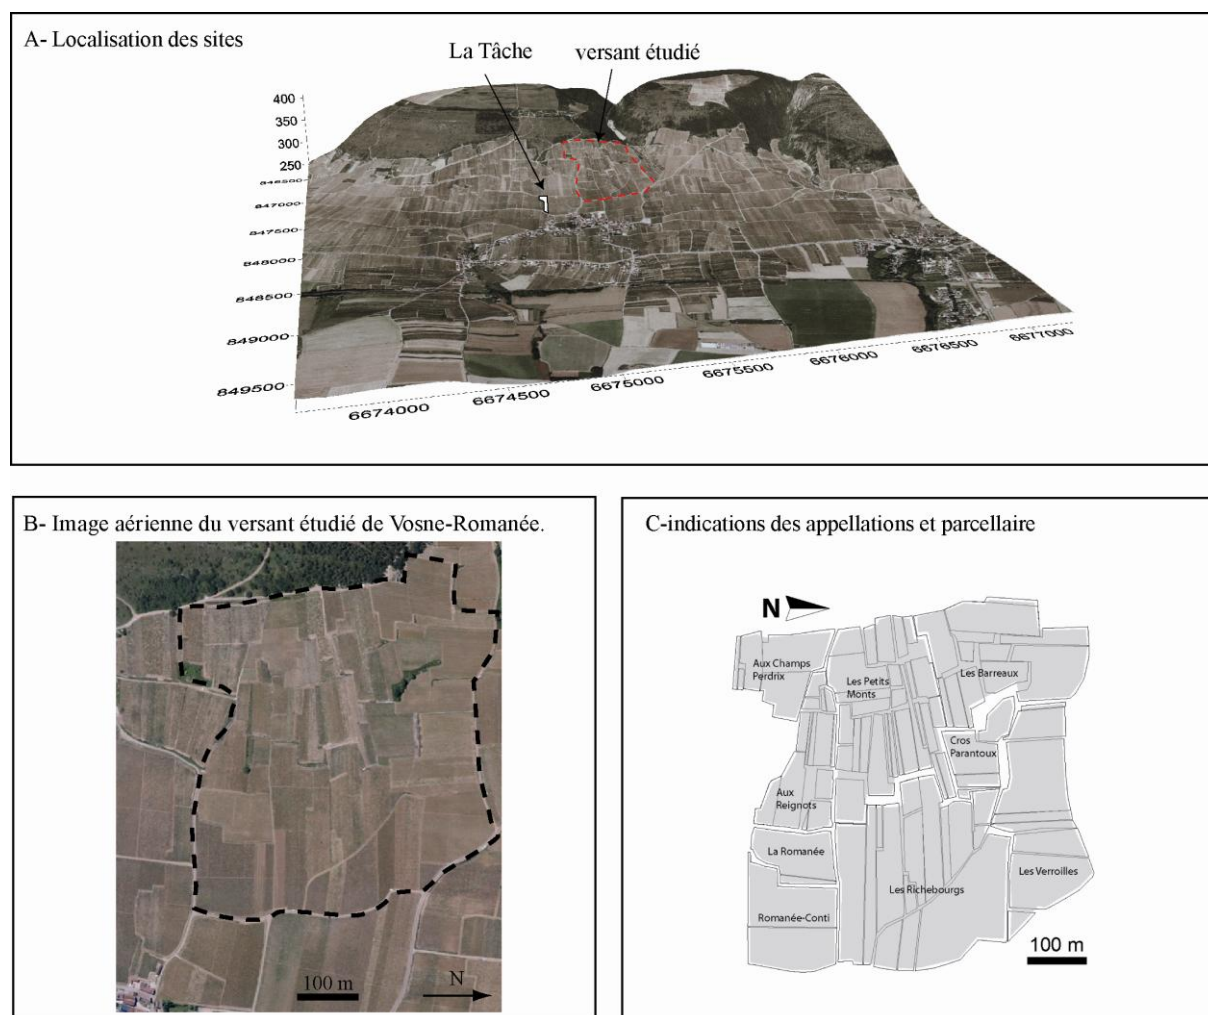 A- Localisation des sites
La Tâche
versant étudié
400
350
300
250
846500
847000
847500
848000
848500
849000
849500
6674000
6674500
6675000
6675500
6676000
6676500
6677000
B- Image aérienne du versant étudié de Vosne-Romanée.
100 m
N
C-indications des appellations et parcellaire
N
Aux Champs
Perdrix
Les Petits
Monts
Les Barreaux
Cros
Parantoux
Aux
Reignots
La Romanée
Les Richebourgs
Les Verroilles
Romanée-Conti
100 m